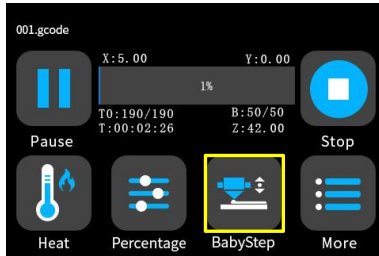 001.gcode
X:5.00 Y:0.00
1%
T0:190/190 B:50/50
T:00:02:26 Z:42.00
Pause Stop
Heat Percentage BabyStep More